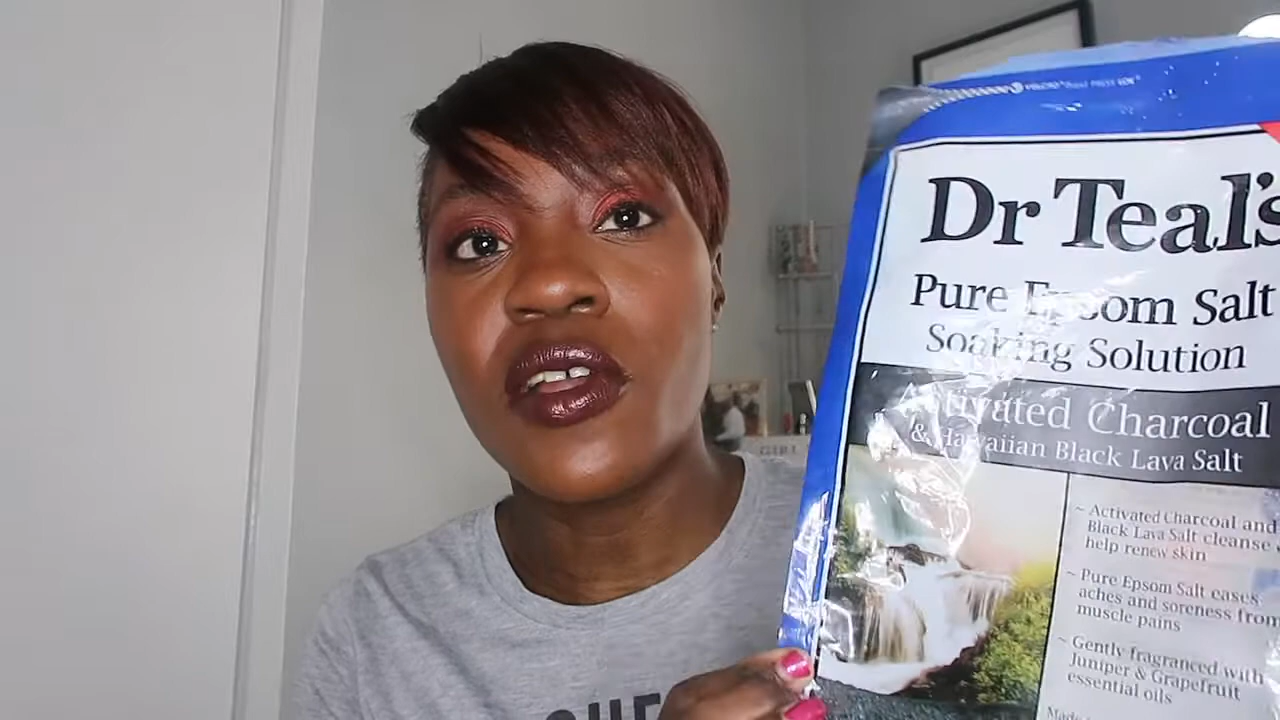 Dr Teal's
Pure Epsom Salt
Soaking Solution
Activated Charcoal
& Hawaiian Black Lava Salt
~ Activated Charcoal and
Black Lava Salt cleanse
help renew skin
~ Pure Epsom Salt eases
aches and soreness from
muscle pains
~ Gently fragranced with
Juniper & Grapefruit
essential oils
Made
GIRL